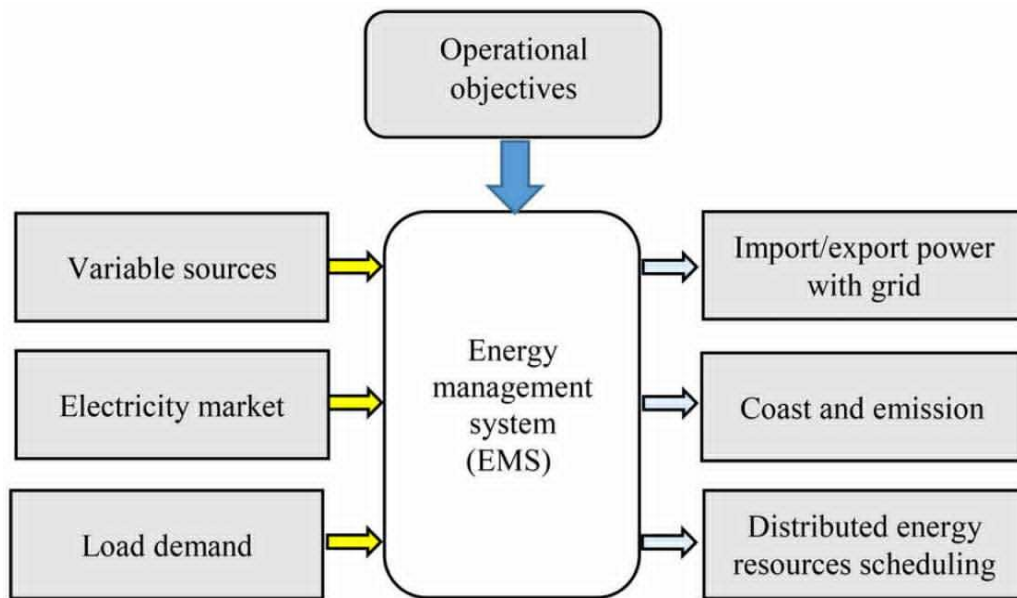 Operational
objectives
Variable sources
Electricity market
Load demand
Energy
management
system
(EMS)
Import/export power
with grid
Coast and emission
Distributed energy
resources scheduling